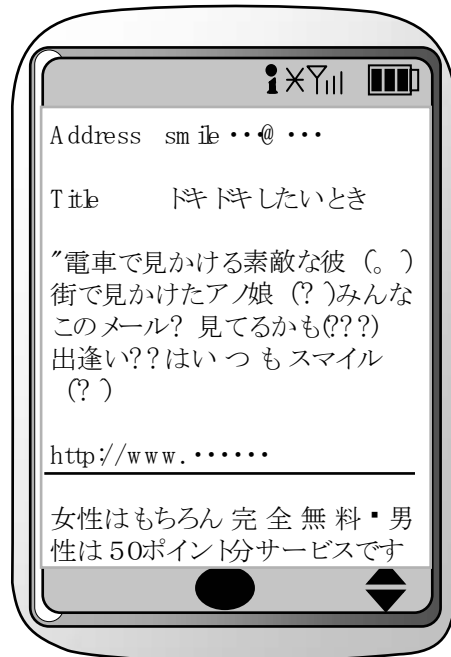 Address smile・・・@・・・
Title ドキドキしたいとき
"電車で見かける素敵な彼（。）
街で見かけたアノ娘（？）みんな
このメール？見てるかも(???)
出逢い??はいつもスマイル
（？）
http://www.・・・・・・
女性はもちろん完全無料▪男
性は50ポイント分サービスです